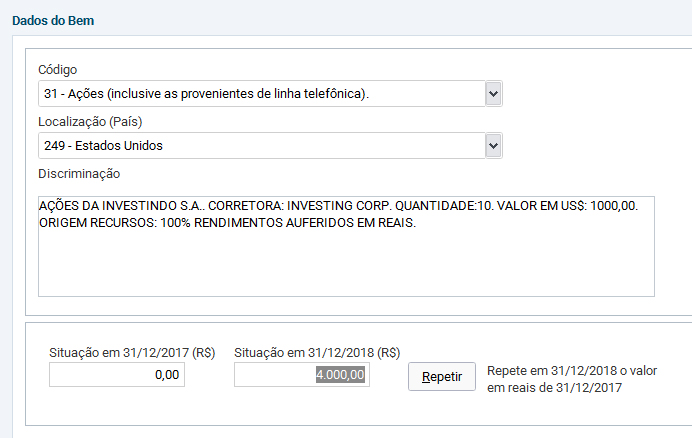 Dados do Bem
Código
31 - Ações (inclusive as provenientes de linha telefônica).
Localização (País)
249 - Estados Unidos
Discriminação
AÇÕES DA INVESTINDO S.A.. CORRETORA: INVESTING CORP. QUANTIDADE:10. VALOR EM US$: 1000,00.
ORIGEM RECURSOS: 100% RENDIMENTOS AUFERIDOS EM REAIS.
Situação em 31/12/2017 (R$) Situação em 31/12/2018 (R$)
0,00 4.000,00 Repetir Repete em 31/12/2018 o valor
em reais de 31/12/2017